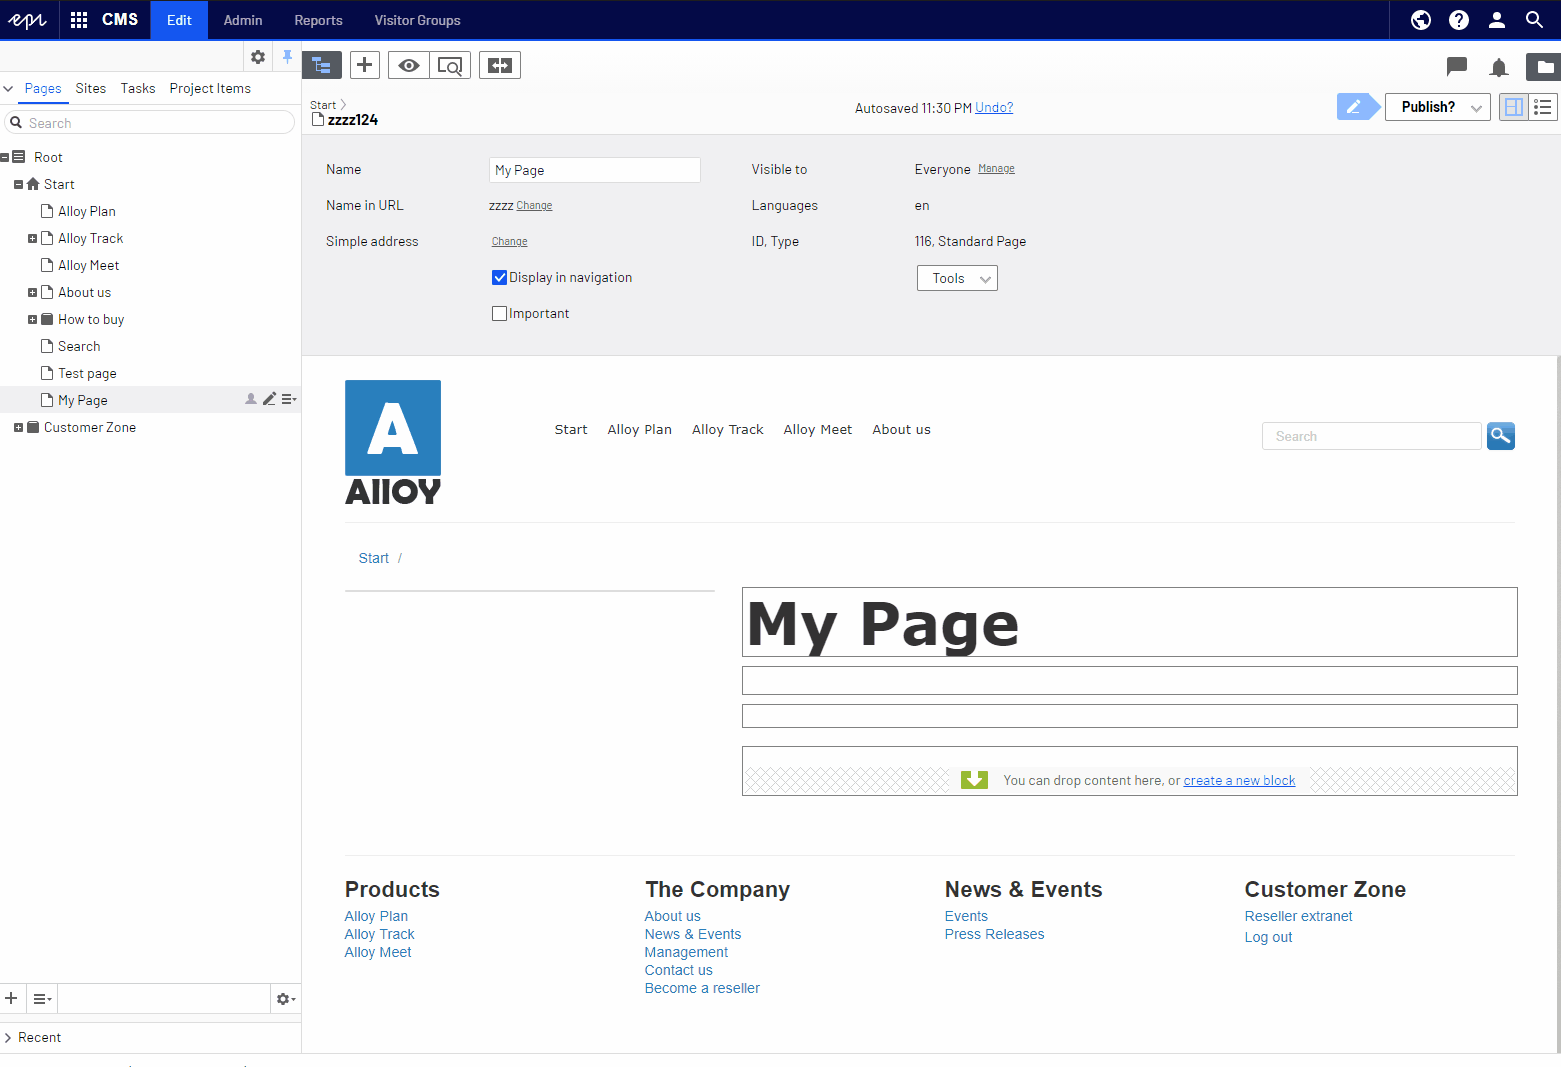 epi CMS Edit Admin Reports Visitor Groups
Pages Sites Tasks Project Items
Search
Root
Start
Alloy Plan
Alloy Track
Alloy Meet
About us
How to buy
Search
Test page
My Page
Customer Zone
Recent
Start
zzzz124
Autosaved 11:30 PM Undo?
Publish?
Name My Page
Name in URL zzzz Change
Simple address Change
Display in navigation
Important
Visible to Everyone Manage
Languages en
ID, Type 116, Standard Page
Tools
A
Alloy
Start Alloy Plan Alloy Track Alloy Meet About us
Search
Start /
My Page
You can drop content here, or create a new block
Products
Alloy Plan
Alloy Track
Alloy Meet
The Company
About us
News & Events
Management
Contact us
Become a reseller
News & Events
Events
Press Releases
Customer Zone
Reseller extranet
Log out